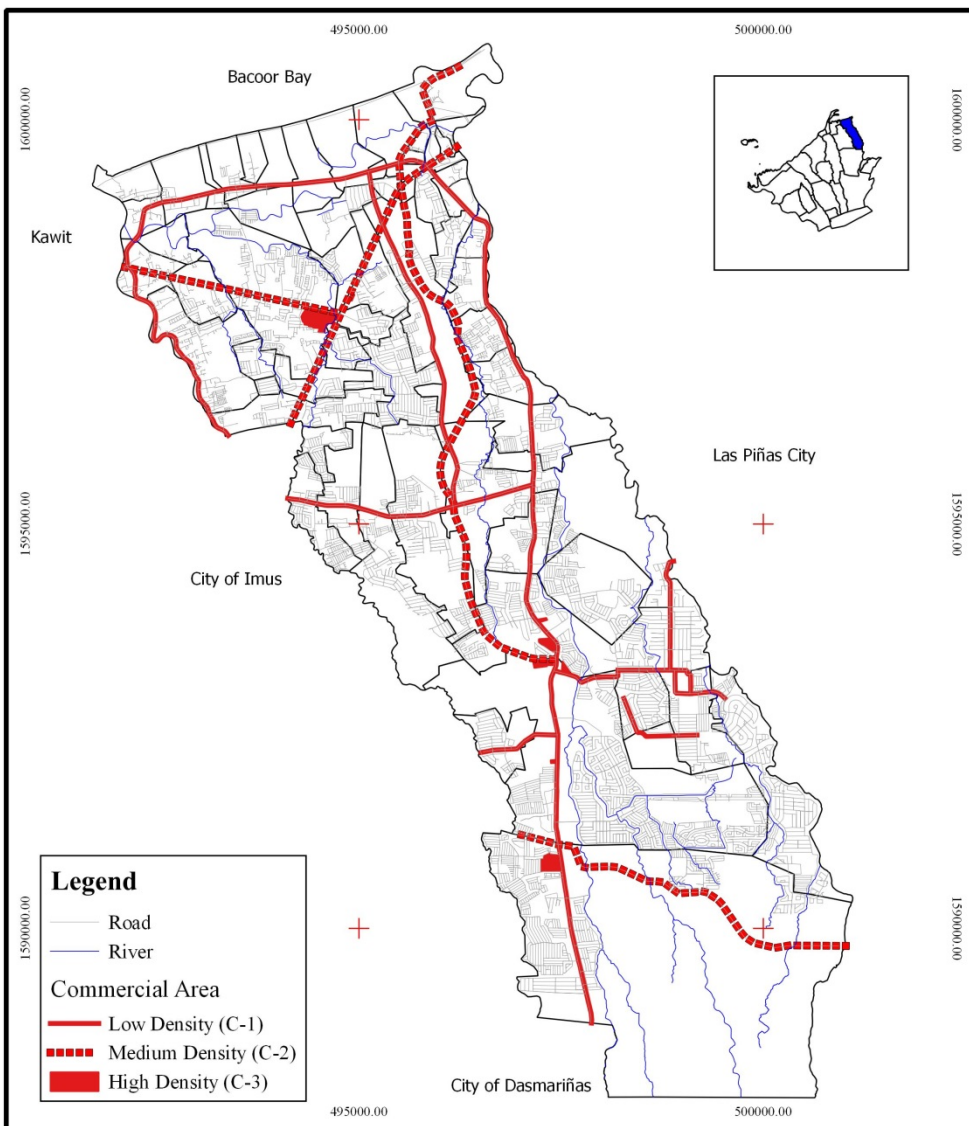 495000.00
500000.00
Bacoor Bay
1600000.00
1600000.00
Kawit
Las Piñas City
1595000.00
1595000.00
City of Imus
1590000.00
1590000.00
Legend
Road
River
Commercial Area
Low Density (C-1)
Medium Density (C-2)
High Density (C-3)
City of Dasmariñas
495000.00
500000.00